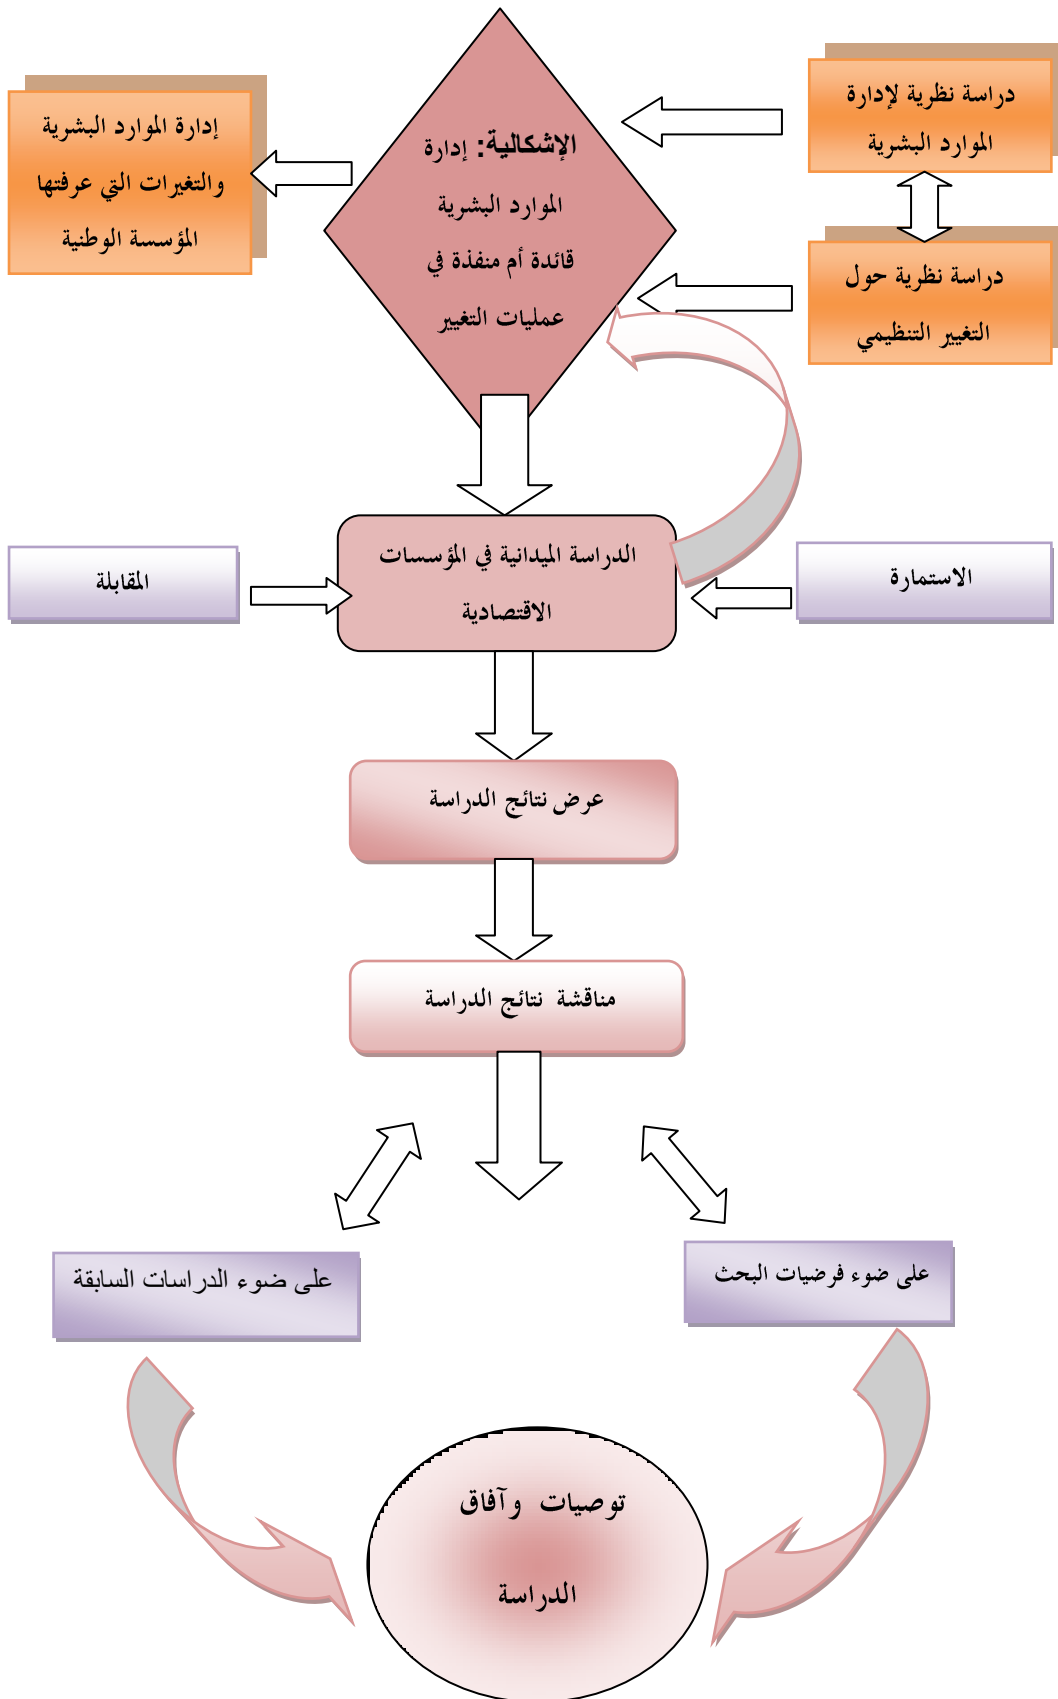 دراسة نظرية لإدارة
الموارد البشرية
الإشكالية: إدارة
الموارد البشرية
قائدة أم منفذة في
عمليات التغيير
إدارة الموارد البشرية
والتغيرات التي عرفتها
المؤسسة الوطنية
دراسة نظرية حول
التغيير التنظيمي
الاستمارة
الدراسة الميدانية في المؤسسات
الاقتصادية
المقابلة
عرض نتائج الدراسة
مناقشة نتائج الدراسة
على ضوء فرضيات البحث
على ضوء الدراسات السابقة
توصيات وآفاق
الدراسة